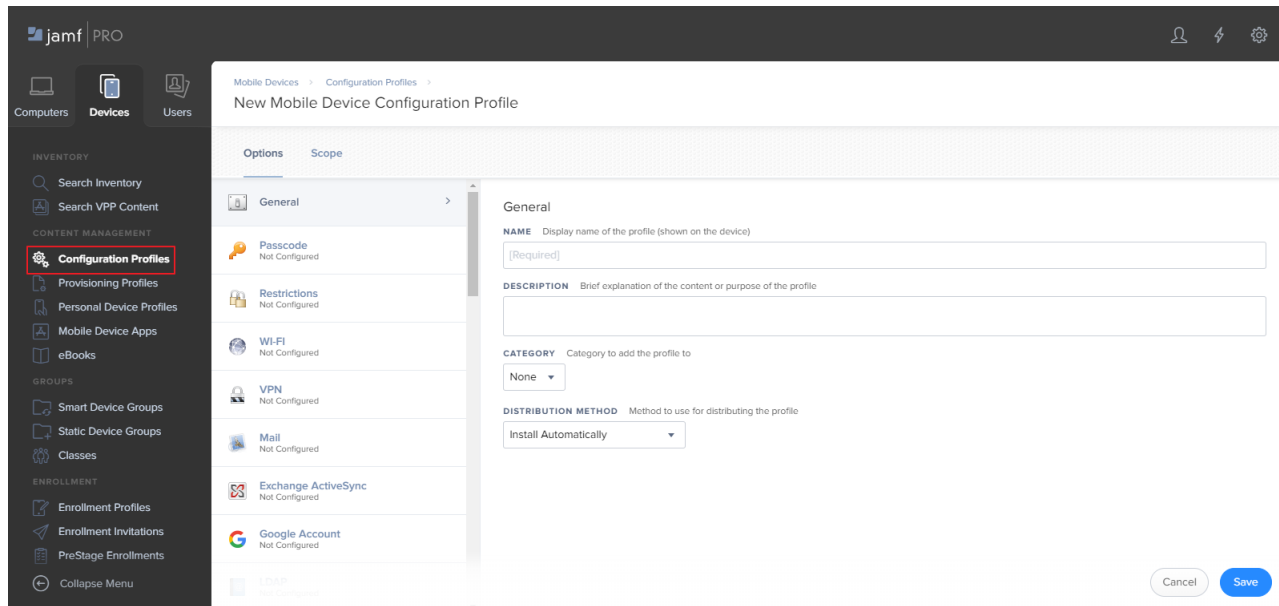 jamf PRO
Computers
Devices
Users
INVENTORY
Search Inventory
Search VPP Content
CONTENT MANAGEMENT
Configuration Profiles
Provisioning Profiles
Personal Device Profiles
Mobile Device Apps
eBooks
GROUPS
Smart Device Groups
Static Device Groups
Classes
ENROLLMENT
Enrollment Profiles
Enrollment Invitations
PreStage Enrollments
Collapse Menu
Mobile Devices > Configuration Profiles >
New Mobile Device Configuration Profile
Options Scope
General
Passcode
Not Configured
Restrictions
Not Configured
Wi-Fi
Not Configured
VPN
Not Configured
Mail
Not Configured
Exchange ActiveSync
Not Configured
Google Account
Not Configured
LDAP
Not Configured
General
NAME Display name of the profile (shown on the device)
[Required]
DESCRIPTION Brief explanation of the content or purpose of the profile
CATEGORY Category to add the profile to
None
DISTRIBUTION METHOD Method to use for distributing the profile
Install Automatically
Cancel Save